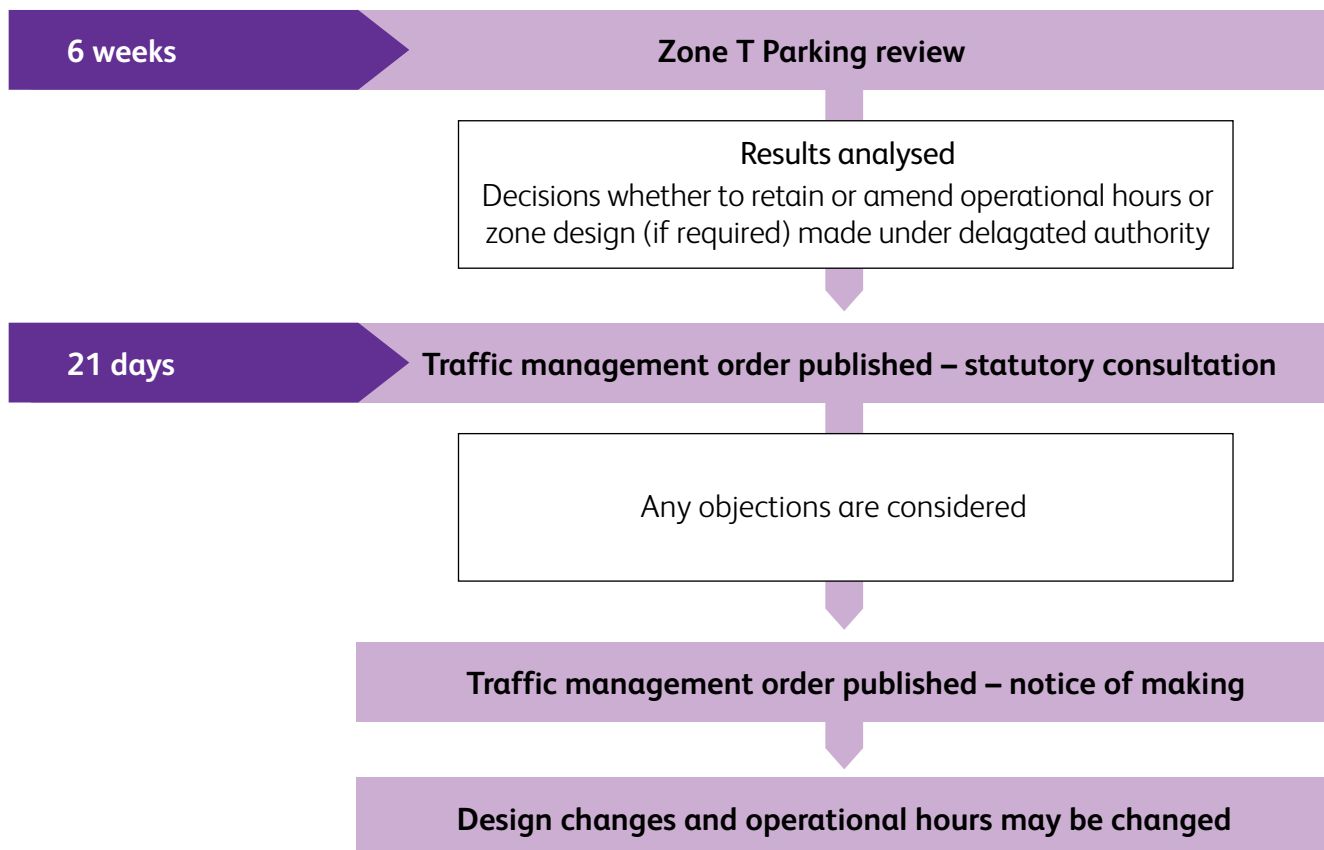 6 weeks
Zone T Parking review
Results analysed
Decisions whether to retain or amend operational hours or
zone design (if required) made under delagated authority
21 days
Traffic management order published – statutory consultation
Any objections are considered
Traffic management order published – notice of making
Design changes and operational hours may be changed